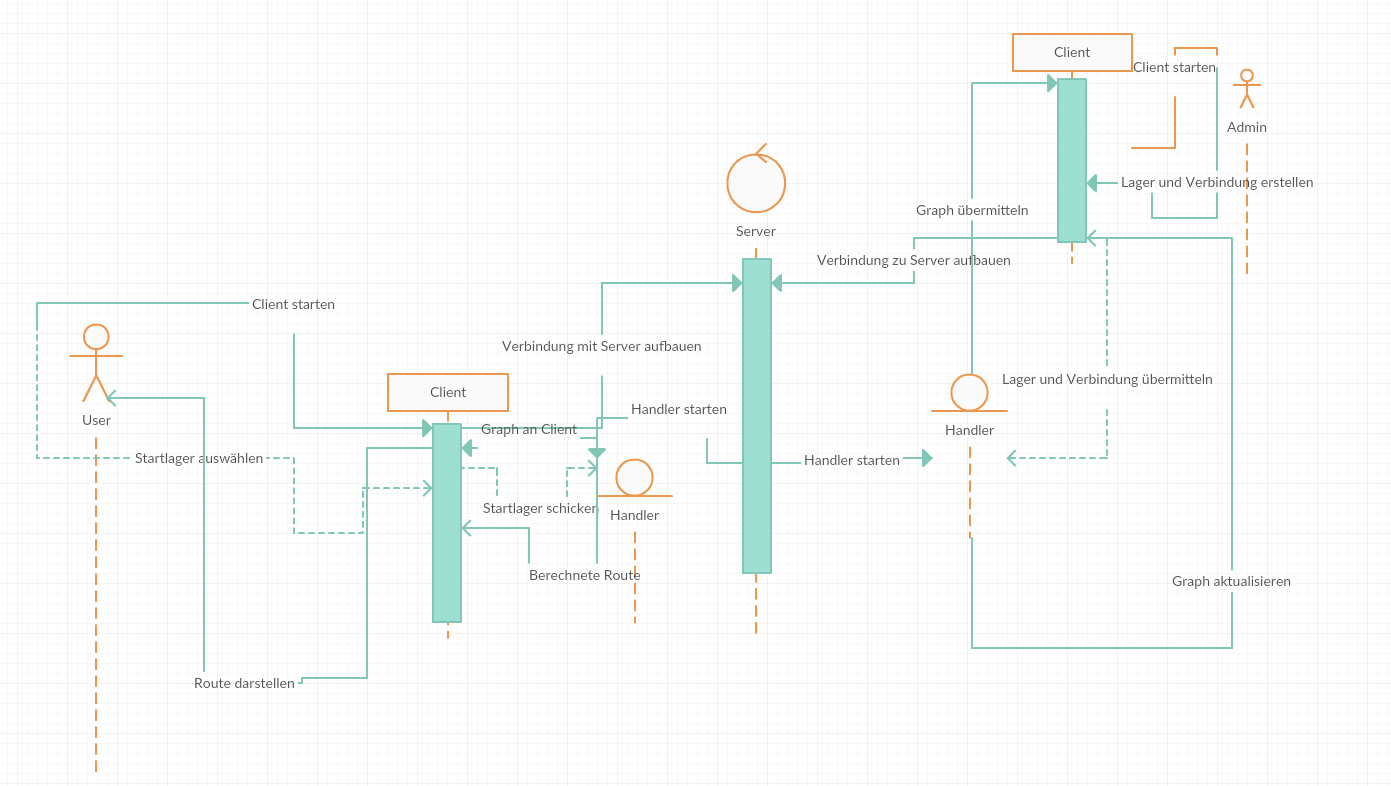 Client
Client starten
Admin
Lager und Verbindung erstellen
Graph übermitteln
Server
Verbindung zu Server aufbauen
Client starten
Verbindung mit Server aufbauen
Lager und Verbindung übermitteln
Client
Handler starten
User
Graph an Client
Handler
Startlager auswählen
Handler starten
Startlager schicken
Handler
Berechnete Route
Graph aktualisieren
Route darstellen